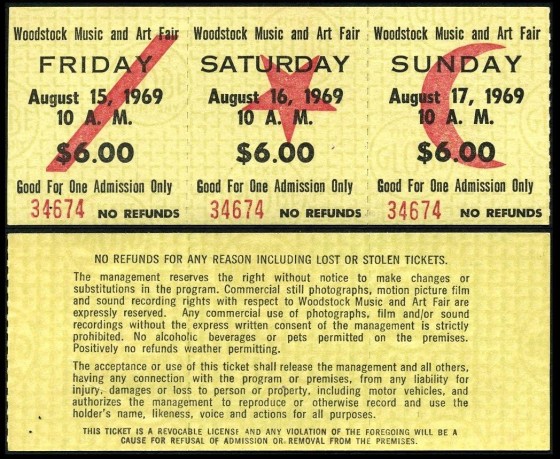 Woodstock Music and Art Fair
FRIDAY
August 15, 1969
10 A. M.
$6.00
Good For One Admission Only
34674 NO REFUNDS
Woodstock Music and Art Fair
SATURDAY
August 16, 1969
10 A. M.
$6.00
Good For One Admission Only
34674 NO REFUNDS
Woodstock Music and Art Fair
SUNDAY
August 17, 1969
10 A. M.
$6.00
Good For One Admission Only
34674 NO REFUNDS
NO REFUNDS FOR ANY REASON INCLUDING LOST OR STOLEN TICKETS.
The management reserves the right without notice to make changes or
substitutions in the program. Commercial still photographs, motion picture film
and sound recording rights with respect to Woodstock Music and Art Fair are
expressly reserved. Any commercial use of photographs, film and/or sound
recordings without the express written consent of the management is strictly
prohibited. No alcoholic beverages or pets permitted on the premises.
Positively no refunds weather permitting.
The acceptance or use of this ticket shall release the management and all others,
having any connection with the program or premises, from any liability for
injury, damages or loss to person or property, including motor vehicles, and
authorizes the management to reproduce or otherwise record and use the
holder's name, likeness, voice and actions for all purposes.
THIS TICKET IS A REVOCABLE LICENSE AND ANY VIOLATION OF THE FOREGOING WILL BE A
CAUSE FOR REFUSAL OF ADMISSION OR REMOVAL FROM THE PREMISES.